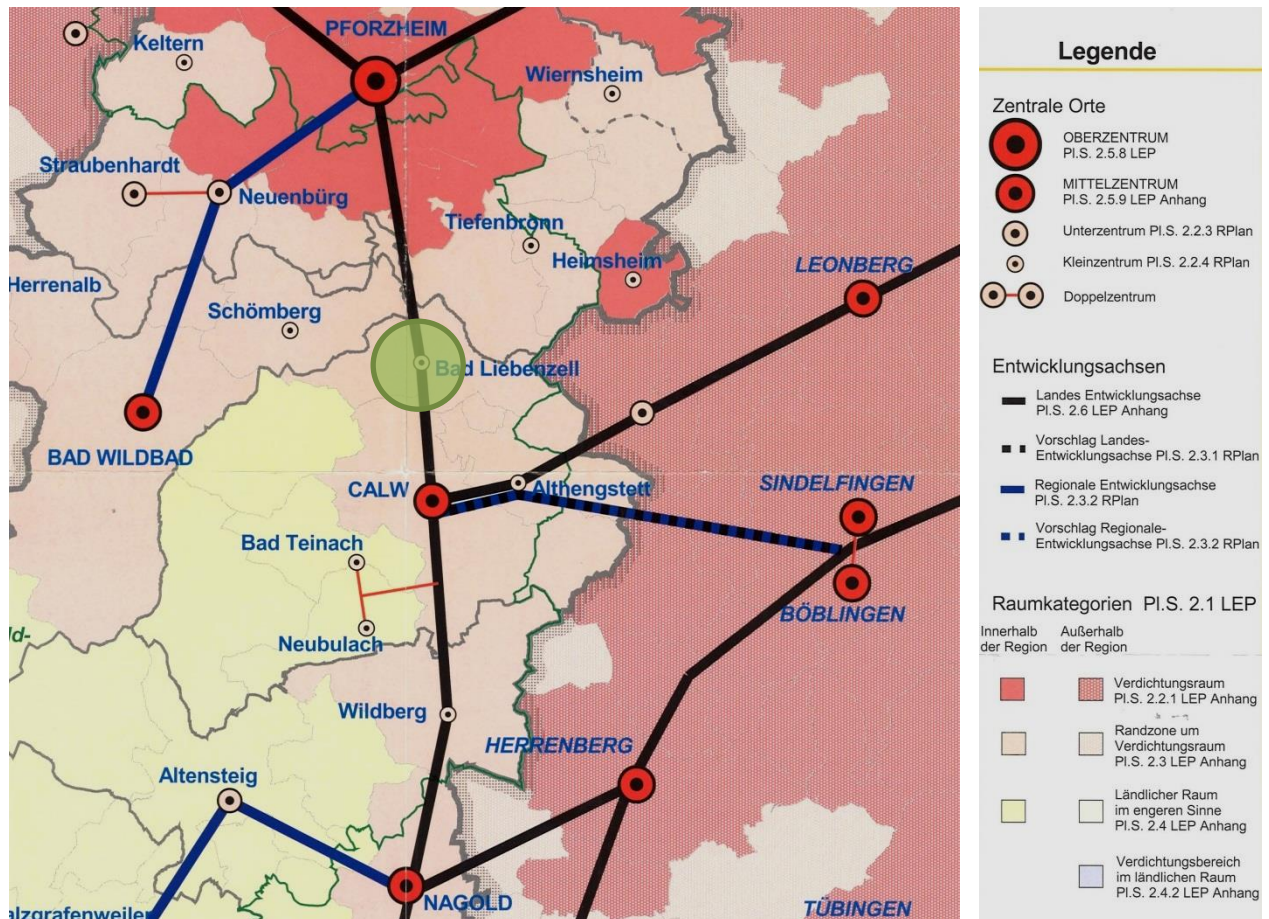 PFORZHEIM
Keltern
Wiernsheim
Straubenhardt
Neuenbürg
Tiefenbronn
Heimsheim
LEONBERG
Herrenalb
Schömberg
Bad Liebenzell
BAD WILDBAD
CALW
Althengstett
SINDELFINGEN
Bad Teinach
BÖBLINGEN
Neubulach
ld-
Wildberg
HERRENBERG
Altensteig
NAGOLD
alzgrafenweiler
TÜBINGEN
Legende
Zentrale Orte
OBERZENTRUM
Pl.S. 2.5.8 LEP
MITTELZENTRUM
Pl.S. 2.5.9 LEP Anhang
Unterzentrum Pl.S. 2.2.3 RPlan
Kleinzentrum Pl.S. 2.2.4 RPlan
Doppelzentrum
Entwicklungsachsen
Landes Entwicklungsachse
Pl.S. 2.6 LEP Anhang
Vorschlag Landes-
Entwicklungsachse Pl.S. 2.3.1 RPlan
Regionale Entwicklungsachse
Pl.S. 2.3.2 RPlan
Vorschlag Regionale-
Entwicklungsachse Pl.S. 2.3.2 RPlan
Raumkategorien Pl.S. 2.1 LEP
Innerhalb
der Region
Außerhalb
der Region
Verdichtungsraum
Pl.S. 2.2.1 LEP Anhang
Randzone um
Verdichtungsraum
Pl.S. 2.3 LEP Anhang
Ländlicher Raum
im engeren Sinne
Pl.S. 2.4 LEP Anhang
Verdichtungsbereich
im ländlichen Raum
Pl.S. 2.4.2 LEP Anhang